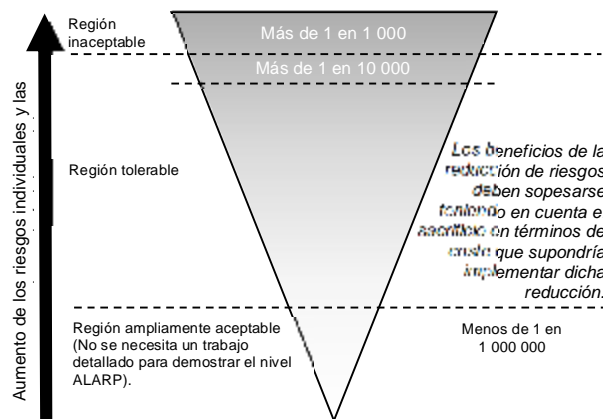 Región
inaceptable
Más de 1 en 1 000
Más de 1 en 10 000
Aumento de los riesgos individuales y las
Región tolerable
Los beneficios de la
reducción de riesgos
deben sopesarse
teniendo en cuenta e
sacrificio en términos de
coste que supondría
implementar dicha
reducción.
Región ampliamente aceptable
(No se necesita un trabajo
detallado para demostrar el nivel
ALARP).
Menos de 1 en
1 000 000